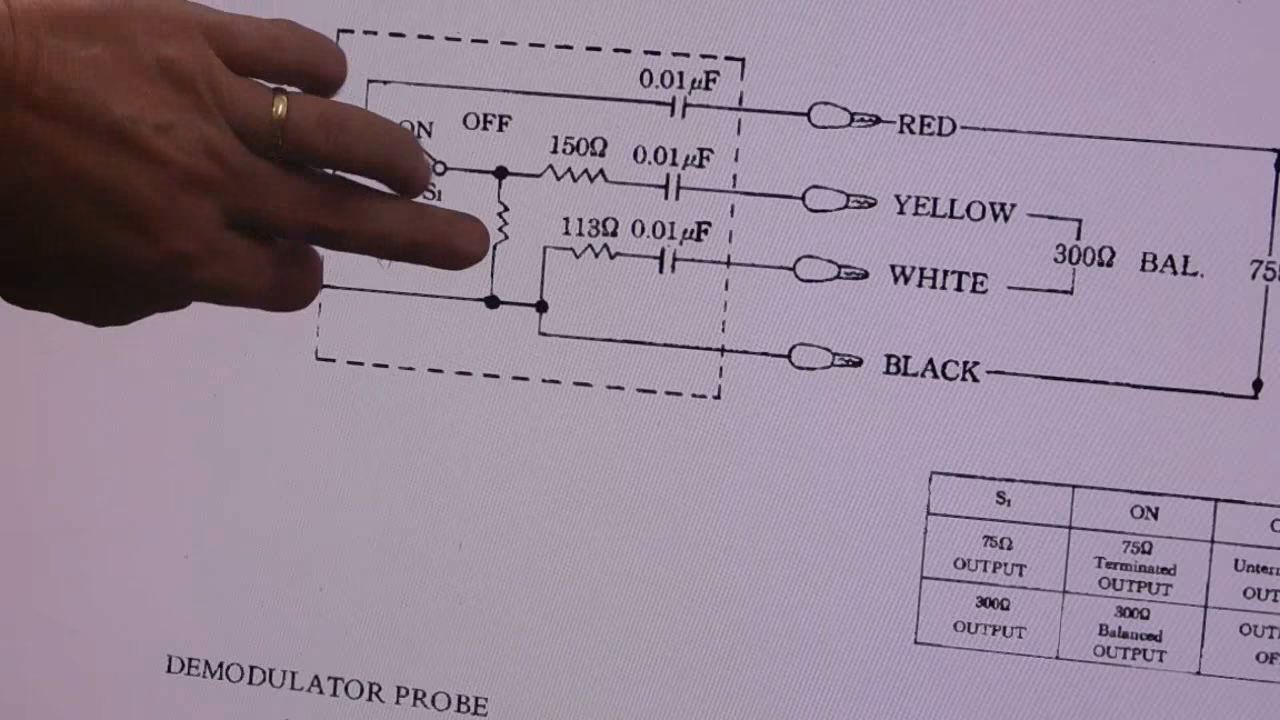 0.01μF
RED
ON OFF
S₁
150Ω 0.01μF
YELLOW
113Ω 0.01μF
300Ω BAL.
WHITE
BLACK
S₁ ON
75Ω OUTPUT
75Ω Terminated OUTPUT
300Ω OUTPUT
300Ω Balanced OUTPUT
DEMODULATOR PROBE